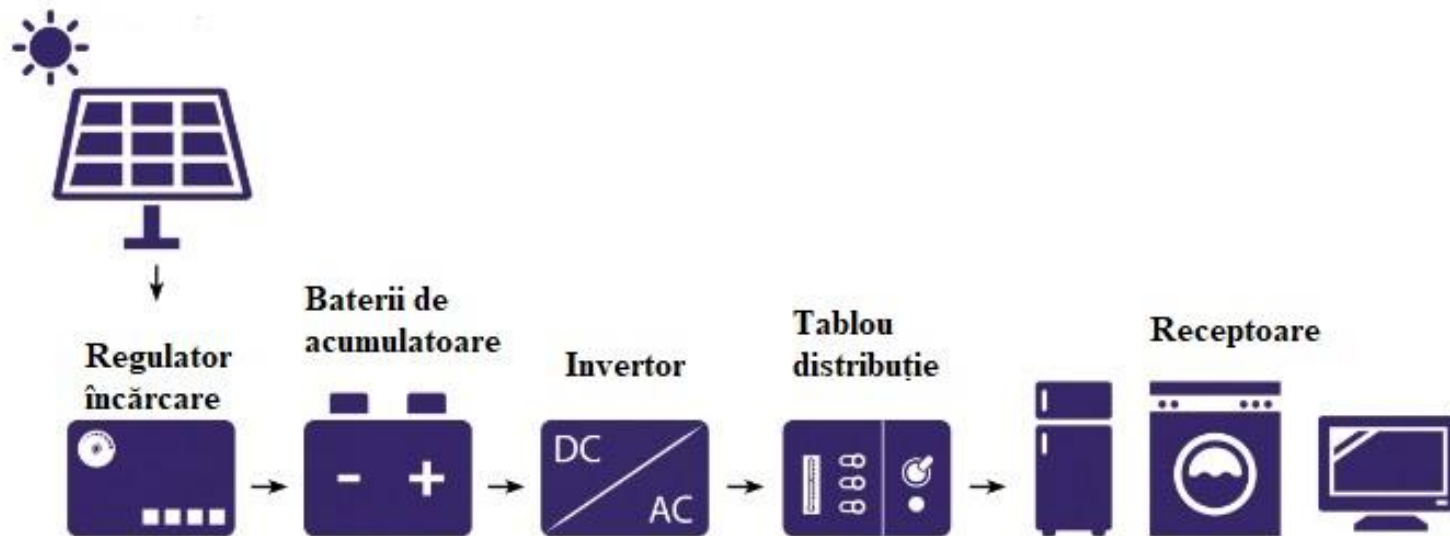 Regulator
încărcare
Baterii de
acumulatoare
Invertor
Tablou
distribuție
Receptoare
- +
DC
AC